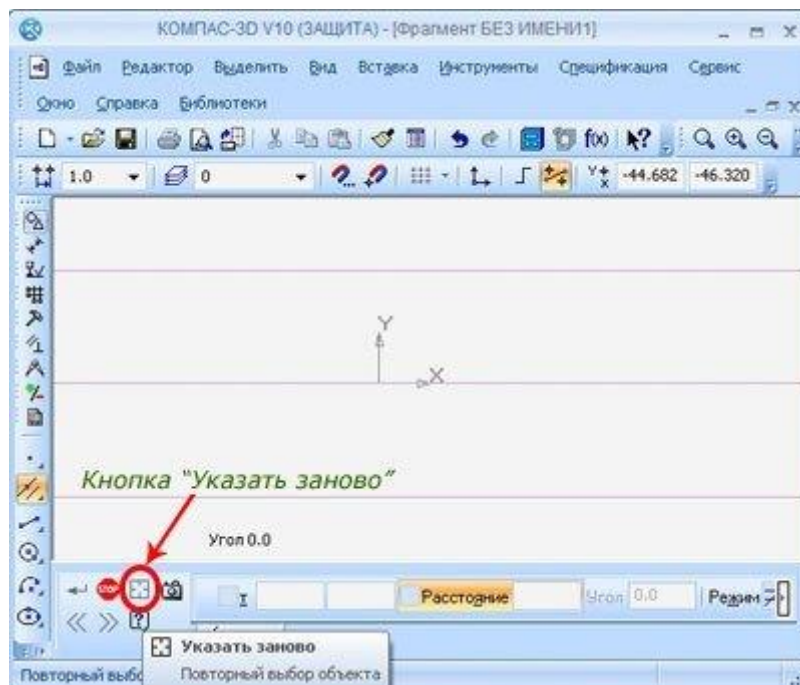 КОМПАС-3D V10 (ЗАЩИТА) - [Фрагмент БЕЗ ИМЕНИ1]
Файл Редактор Выделить Вид Вставка Инструменты Спецификация Сервис
Окно Справка Библиотеки
f(x)
1.0 0 -44.682 -46.320
Y
X
Кнопка "Указать заново"
Угол 0.0
STOP Расстояние Угол 0.0 Режим
Указать заново
Повторный выбо Повторный выбор объекта